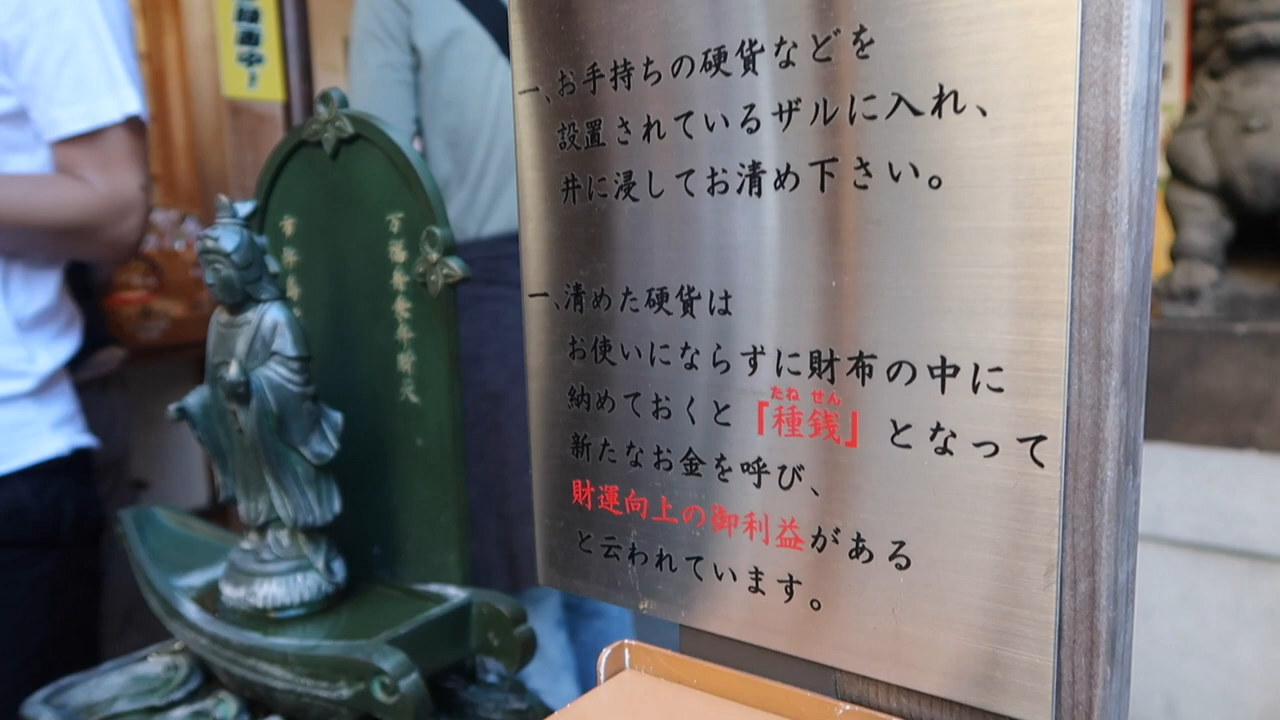 一、お手持ちの硬貨などを
設置されているザルに入れ、
井に浸してお清め下さい。
一、清めた硬貨は
お使いにならずに財布の中に
納めておくと「種銭」となって
たね せん
新たなお金を呼び、
財運向上の御利益がある
と云われています。